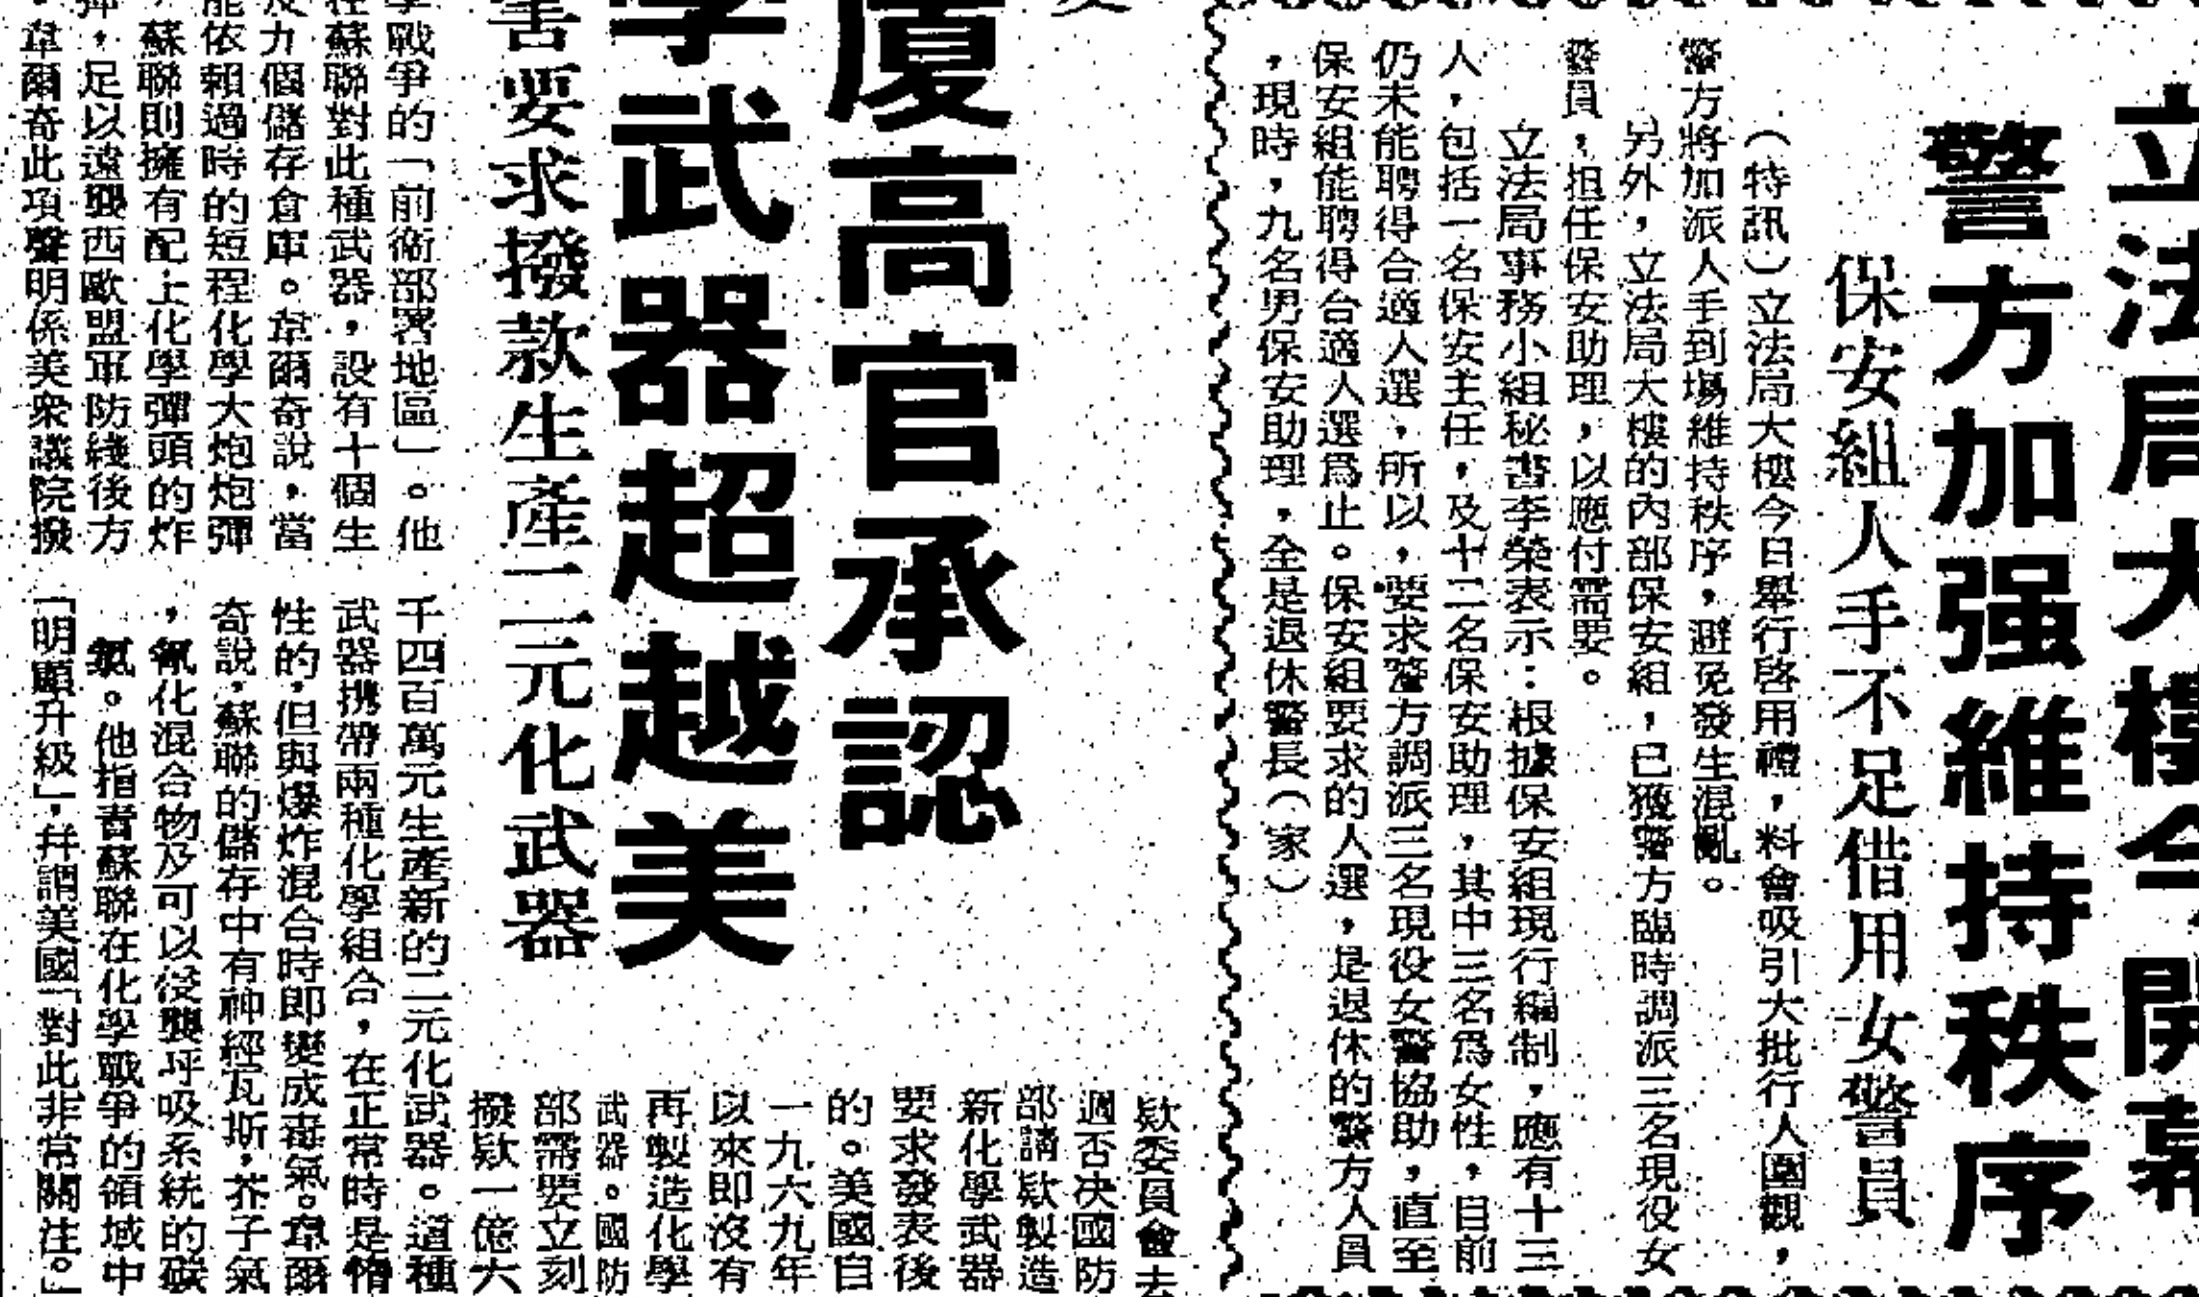 立法局大樓今開幕
警方加强維持秩序
保安組人手不足借用女警員
（特訊）立法局大樓今日舉行啓用禮，料會吸引大批行人圍觀，
警方將加派人手到場維持秩序，避免發生混亂。
另外，立法局大樓的內部保安組，已獲警方臨時調派三名現役女
警員，担任保安助理，以應付需要。
立法局事務小組秘書李榮表示：根據保安組現行編制，應有十三
人，包括一名保安主任，及十二名保安助理，其中三名爲女性，目前
仍未能聘得合適人選，所以，要求警方調派三名現役女警協助，直至
保安組能聘得合適人選爲止。保安組要求的人選，是退休的警方人員
，現時，九名男保安助理，全是退休警長（家）
廈高官承認
學武器超越美
害要求撥款生產二元化武器
學戰爭的「前衞部署地區」。他
在蘇聯對此種武器，設有十個生
及九個儲存倉庫。韋爾奇說，當
能依賴過時的短程化學大炮炮彈
，蘇聯則擁有配上化學彈頭的炸
彈，足以遠襲西歐盟軍防綫後方
。韋爾奇此項聲明係美衆議院撥
欵委員會去
週否决國防
部請欵製造
新化學武器
要求發表後
的。美國自
一九六九年
以來即沒有
再製造化學
武器。國防
部需要立刻
撥欵一億六
千四百萬元生產新的二元化武器。這種
武器携帶兩種化學組合，在正常時是惰
性的，但與爆炸混合時即變成毒氣。韋爾
奇說，蘇聯的儲存中有神經瓦斯，芥子氣
，氰化混合物及可以侵襲呼吸系統的碳
氯。他指責蘇聯在化學戰爭的領域中
「明顯升級」，幷謂美國「對此非常關注。」